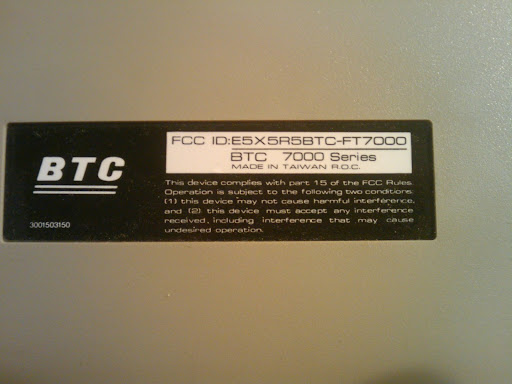 BTC
3001503150
FCC ID:E5X5R5BTC-FT7000
BTC 7000 Series
MADE IN TAIWAN R.O.C.
This device complies with part 15 of the FCC Rules.
Operation is subject to the following two conditions.
(1) this device may not cause harmful interference,
and (2) this device must accept any interference
received, including interference that may cause
undesired operation.